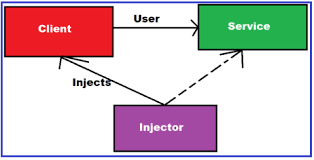 Client
User
Service
Injects
Injector